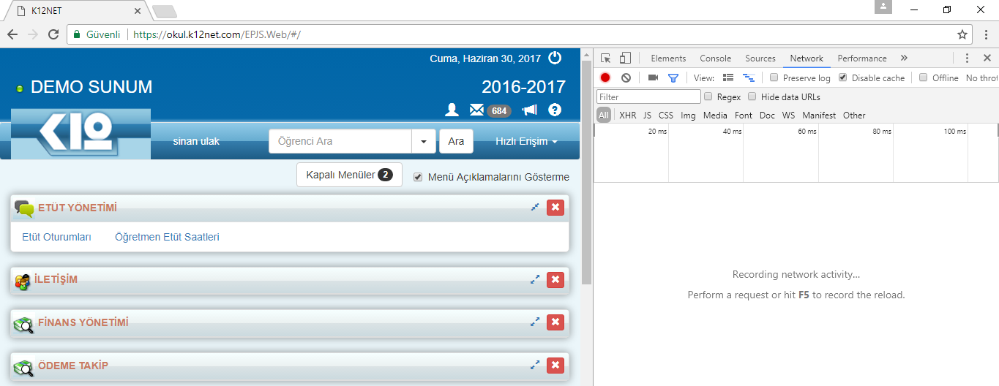 K12NET
Güvenli https://okul.k12net.com/EPJS.Web/#/
Cuma, Haziran 30, 2017
DEMO SUNUM 2016-2017
684
K12
sinan ulak Öğrenci Ara Ara Hızlı Erişim
Kapalı Menüler 2 Menü Açıklamalarını Gösterme
ETÜT YÖNETİMİ
Etüt Oturumları Öğretmen Etüt Saatleri
İLETİŞİM
FİNANS YÖNETİMİ
ÖDEME TAKİP
Elements Console Sources Network Performance
View: Preserve log Disable cache Offline No throt
Filter Regex Hide data URLs
All XHR JS CSS Img Media Font Doc WS Manifest Other
20 ms 40 ms 60 ms 80 ms 100 ms
Recording network activity...
Perform a request or hit F5 to record the reload.